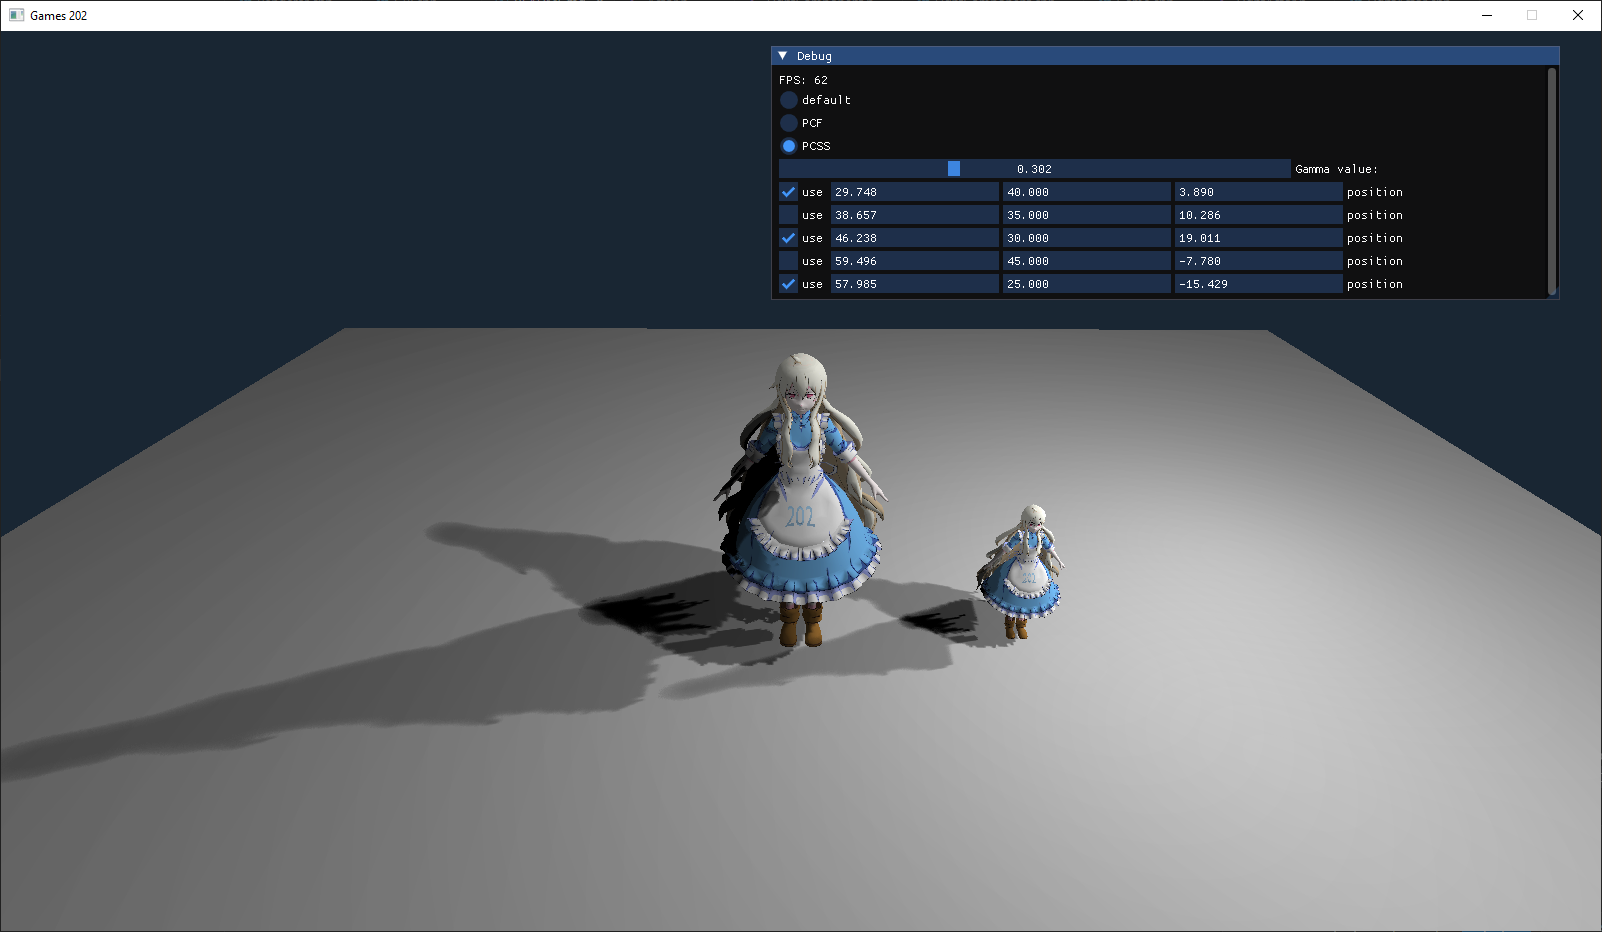 Games 202
Debug
FPS: 62
default
PCF
PCSS
0.302 Gamma value:
use 29.748 40.000 3.890 position
use 38.657 35.000 10.286 position
use 46.238 30.000 19.011 position
use 59.496 45.000 -7.780 position
use 57.985 25.000 -15.429 position
202
202